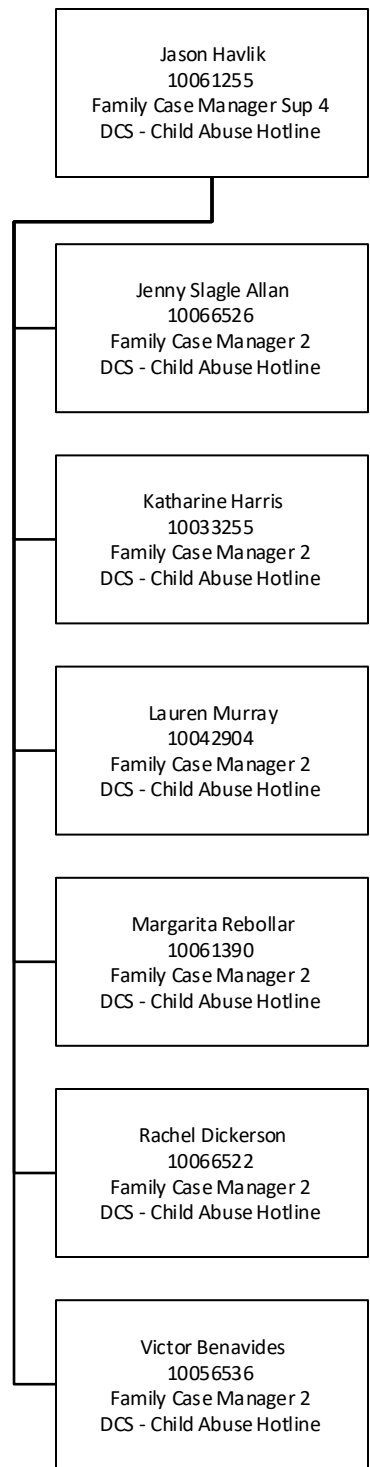 Jason Havlik
10061255
Family Case Manager Sup 4
DCS - Child Abuse Hotline
Jenny Slagle Allan
10066526
Family Case Manager 2
DCS - Child Abuse Hotline
Katharine Harris
10033255
Family Case Manager 2
DCS - Child Abuse Hotline
Lauren Murray
10042904
Family Case Manager 2
DCS - Child Abuse Hotline
Margarita Rebollar
10061390
Family Case Manager 2
DCS - Child Abuse Hotline
Rachel Dickerson
10066522
Family Case Manager 2
DCS - Child Abuse Hotline
Victor Benavides
10056536
Family Case Manager 2
DCS - Child Abuse Hotline